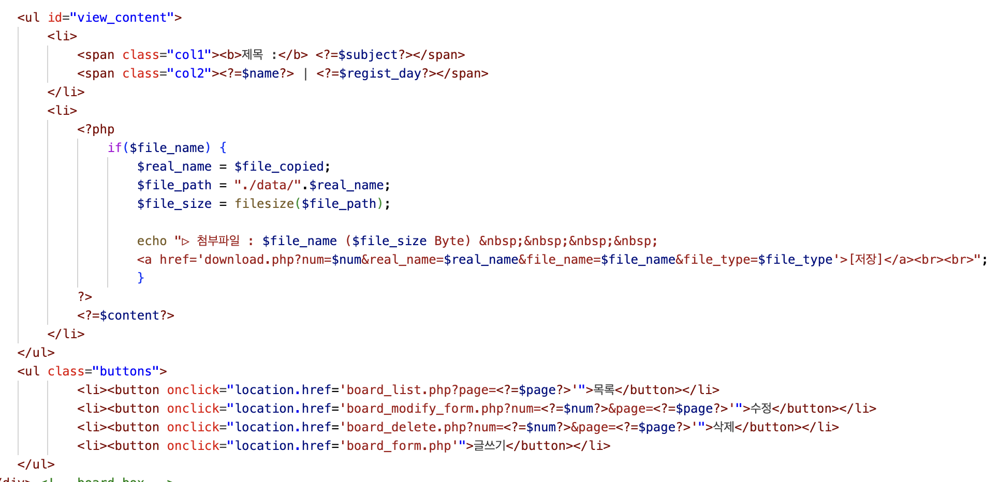 <ul id="view_content">
<li>
<span class="col1"><b>제목 :</b> <?=$subject?></span>
<span class="col2"><?=$name?> | <?=$regist_day?></span>
</li>
<li>
<?php
if($file_name) {
$real_name = $file_copied;
$file_path = "./data/".$real_name;
$file_size = filesize($file_path);
echo "▷ 첨부파일 : $file_name ($file_size Byte) &nbsp;&nbsp;&nbsp;&nbsp;
<a href='download.php?num=$num&real_name=$real_name&file_name=$file_name&file_type=$file_type'>[저장]</a><br><br>";
}
?>
<?=$content?>
</li>
</ul>
<ul class="buttons">
<li><button onclick="location.href='board_list.php?page=<?=$page?>'">목록</button></li>
<li><button onclick="location.href='board_modify_form.php?num=<?=$num?>&page=<?=$page?>'">수정</button></li>
<li><button onclick="location.href='board_delete.php?num=<?=$num?>&page=<?=$page?>'">삭제</button></li>
<li><button onclick="location.href='board_form.php'">글쓰기</button></li>
</ul>